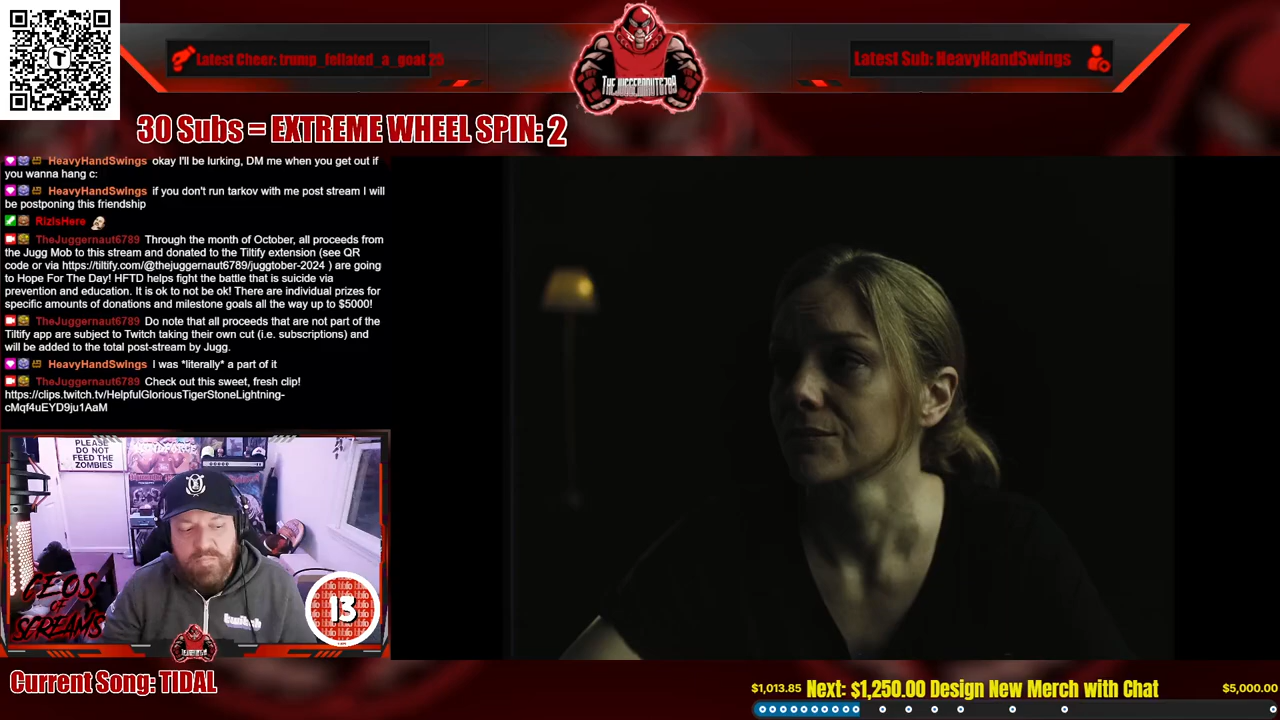 Latest Cheer: trump_fellated_a_goat 25
THEJUGGERNAUT6789
Latest Sub: HeavyHandSwings
30 Subs = EXTREME WHEEL SPIN: 2
HeavyHandSwings okay I'll be lurking, DM me when you get out if
you wanna hang c:
HeavyHandSwings if you don't run tarkov with me post stream I will
be postponing this friendship
RizIsHere
TheJuggernaut6789 Through the month of October, all proceeds from
the Jugg Mob to this stream and donated to the Tiltify extension (see QR
code or via https://tiltify.com/@thejuggernaut6789/juggtober-2024 ) are going
to Hope For The Day! HFTD helps fight the battle that is suicide via
prevention and education. It is ok to not be ok! There are individual prizes for
specific amounts of donations and milestone goals all the way up to $5000!
TheJuggernaut6789 Do note that all proceeds that are not part of the
Tiltify app are subject to Twitch taking their own cut (i.e. subscriptions) and
will be added to the total post-stream by Jugg.
HeavyHandSwings I was *literally* a part of it
TheJuggernaut6789 Check out this sweet, fresh clip!
https://clips.twitch.tv/HelpfulGloriousTigerStoneLightning-
cMqf4uEYD9ju1AaM
PLEASE
DO NOT
FEED THE
ZOMBIES
GEOS
OF
SCREAMS
twitch
13
Current Song: TIDAL
$1,013.85 Next: $1,250.00 Design New Merch with Chat $5,000.00